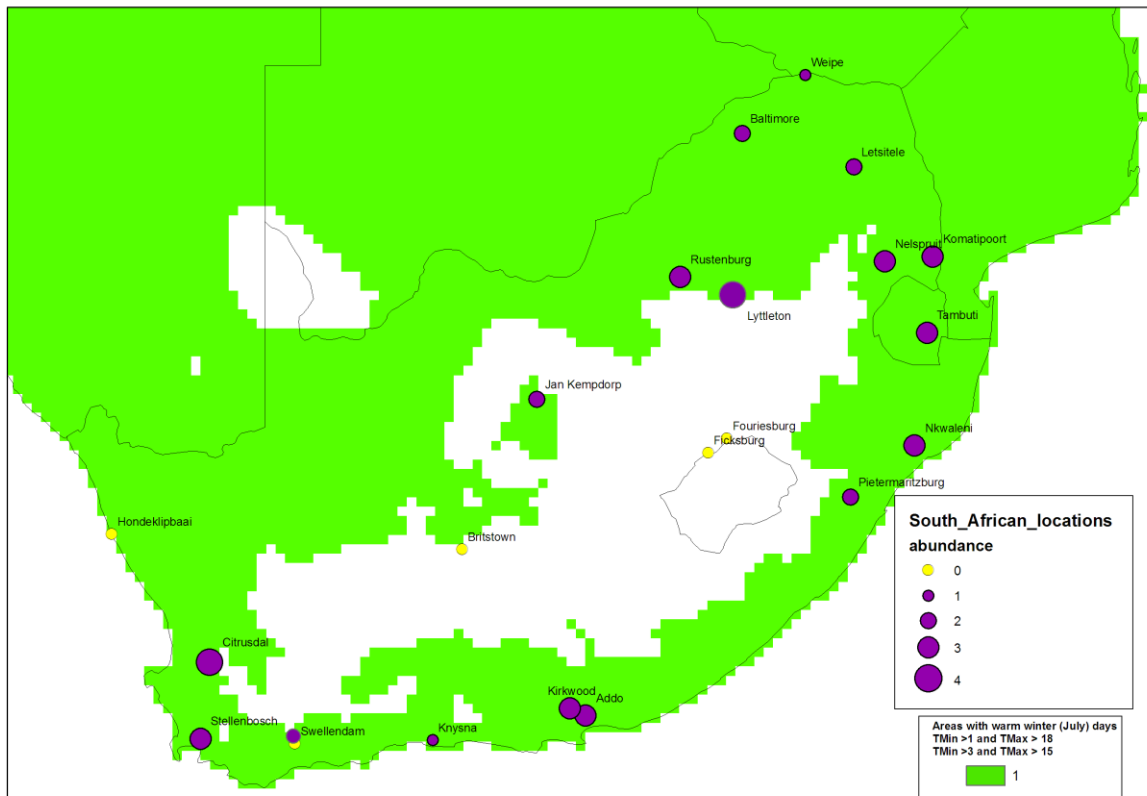 Weipe
Baltimore
Letsitele
Nelspruit
Komatipoort
Rustenburg
Lyttleton
Tambuti
Jan Kempdorp
Fouriesburg
Ficksburg
Nkwaleni
Pietermaritzburg
Hondeklipbaai
Britstown
Citrusdal
Kirkwood
Addo
Stellenbosch
Swellendam
Knysna
South_African_locations
abundance
0
1
2
3
4
Areas with warm winter (July) days
TMin >1 and TMax > 18
TMin >3 and TMax > 15
1